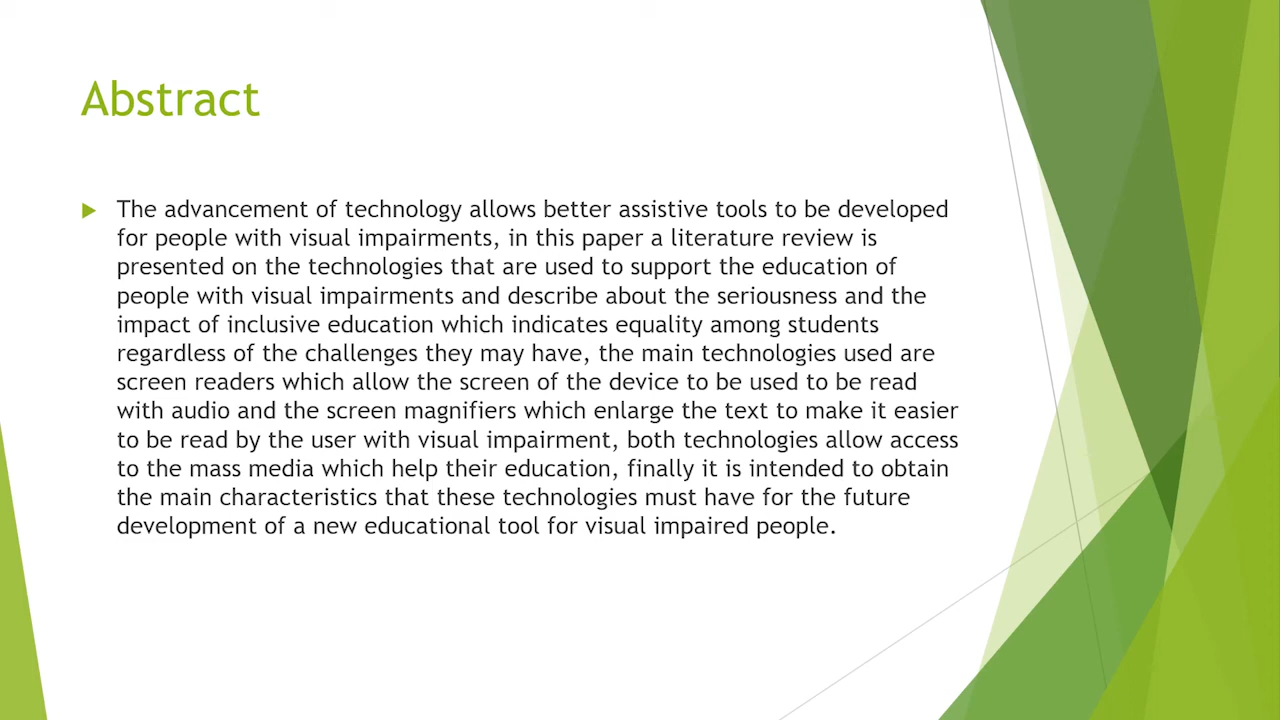 Abstract
The advancement of technology allows better assistive tools to be developed
for people with visual impairments, in this paper a literature review is
presented on the technologies that are used to support the education of
people with visual impairments and describe about the seriousness and the
impact of inclusive education which indicates equality among students
regardless of the challenges they may have, the main technologies used are
screen readers which allow the screen of the device to be used to be read
with audio and the screen magnifiers which enlarge the text to make it easier
to be read by the user with visual impairment, both technologies allow access
to the mass media which help their education, finally it is intended to obtain
the main characteristics that these technologies must have for the future
development of a new educational tool for visual impaired people.